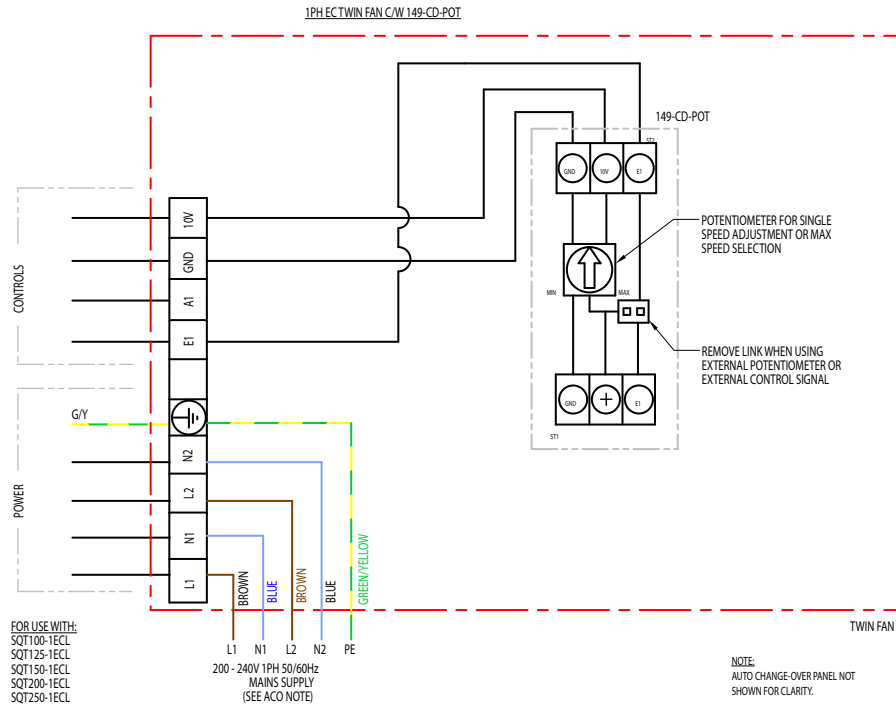 1PH EC TWIN FAN C/W 149-CD-POT
149-CD-POT
ST2
GND
10V
E1
POTENTIOMETER FOR SINGLE
SPEED ADJUSTMENT OR MAX
SPEED SELECTION
MIN
MAX
REMOVE LINK WHEN USING
EXTERNAL POTENTIOMETER OR
EXTERNAL CONTROL SIGNAL
GND
+
E1
ST1
CONTROLS
10V
GND
A1
E1
G/Y
POWER
N2
L2
N1
L1
BROWN
BLUE
BROWN
BLUE
GREEN/YELLOW
L1 N1 L2 N2 PE
200 - 240V 1PH 50/60Hz
MAINS SUPPLY
(SEE ACO NOTE)
FOR USE WITH:
SQT100-1ECL
SQT125-1ECL
SQT150-1ECL
SQT200-1ECL
SQT250-1ECL
TWIN FAN
NOTE:
AUTO CHANGE-OVER PANEL NOT
SHOWN FOR CLARITY.